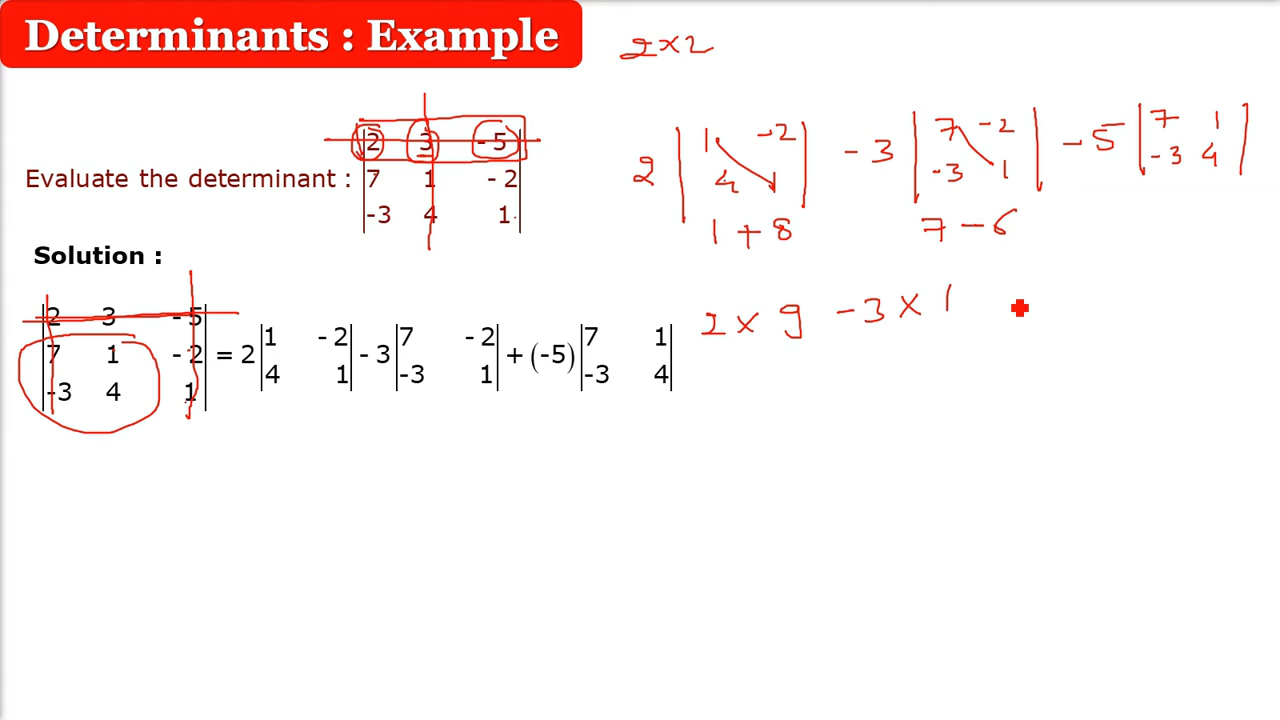 Determinants : Example
2×2
2 3 - 5
Evaluate the determinant : 7 1 - 2
-3 4 1
2 | 1 -2 | - 3 | 7 -2 | - 5 | 7 1 |
| 4 1 | | -3 1 | | -3 4 |
1 + 8 7 - 6
Solution :
2 × 9 - 3 × 1
2 3 - 5
7 1 - 2 = 2 | 1 - 2 | - 3 | 7 - 2 | + (-5) | 7 1 |
-3 4 1 | 4 1 | | -3 1 | | -3 4 |